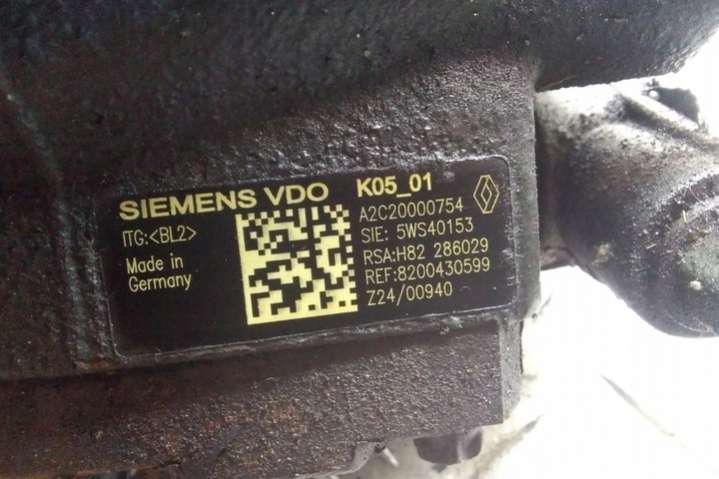 SIEMENS VDO
ITG:<BL2>
Made in
Germany
K05_01
A2C20000754
SIE: 5WS40153
RSA:H82 286029
REF:8200430599
Z24/00940